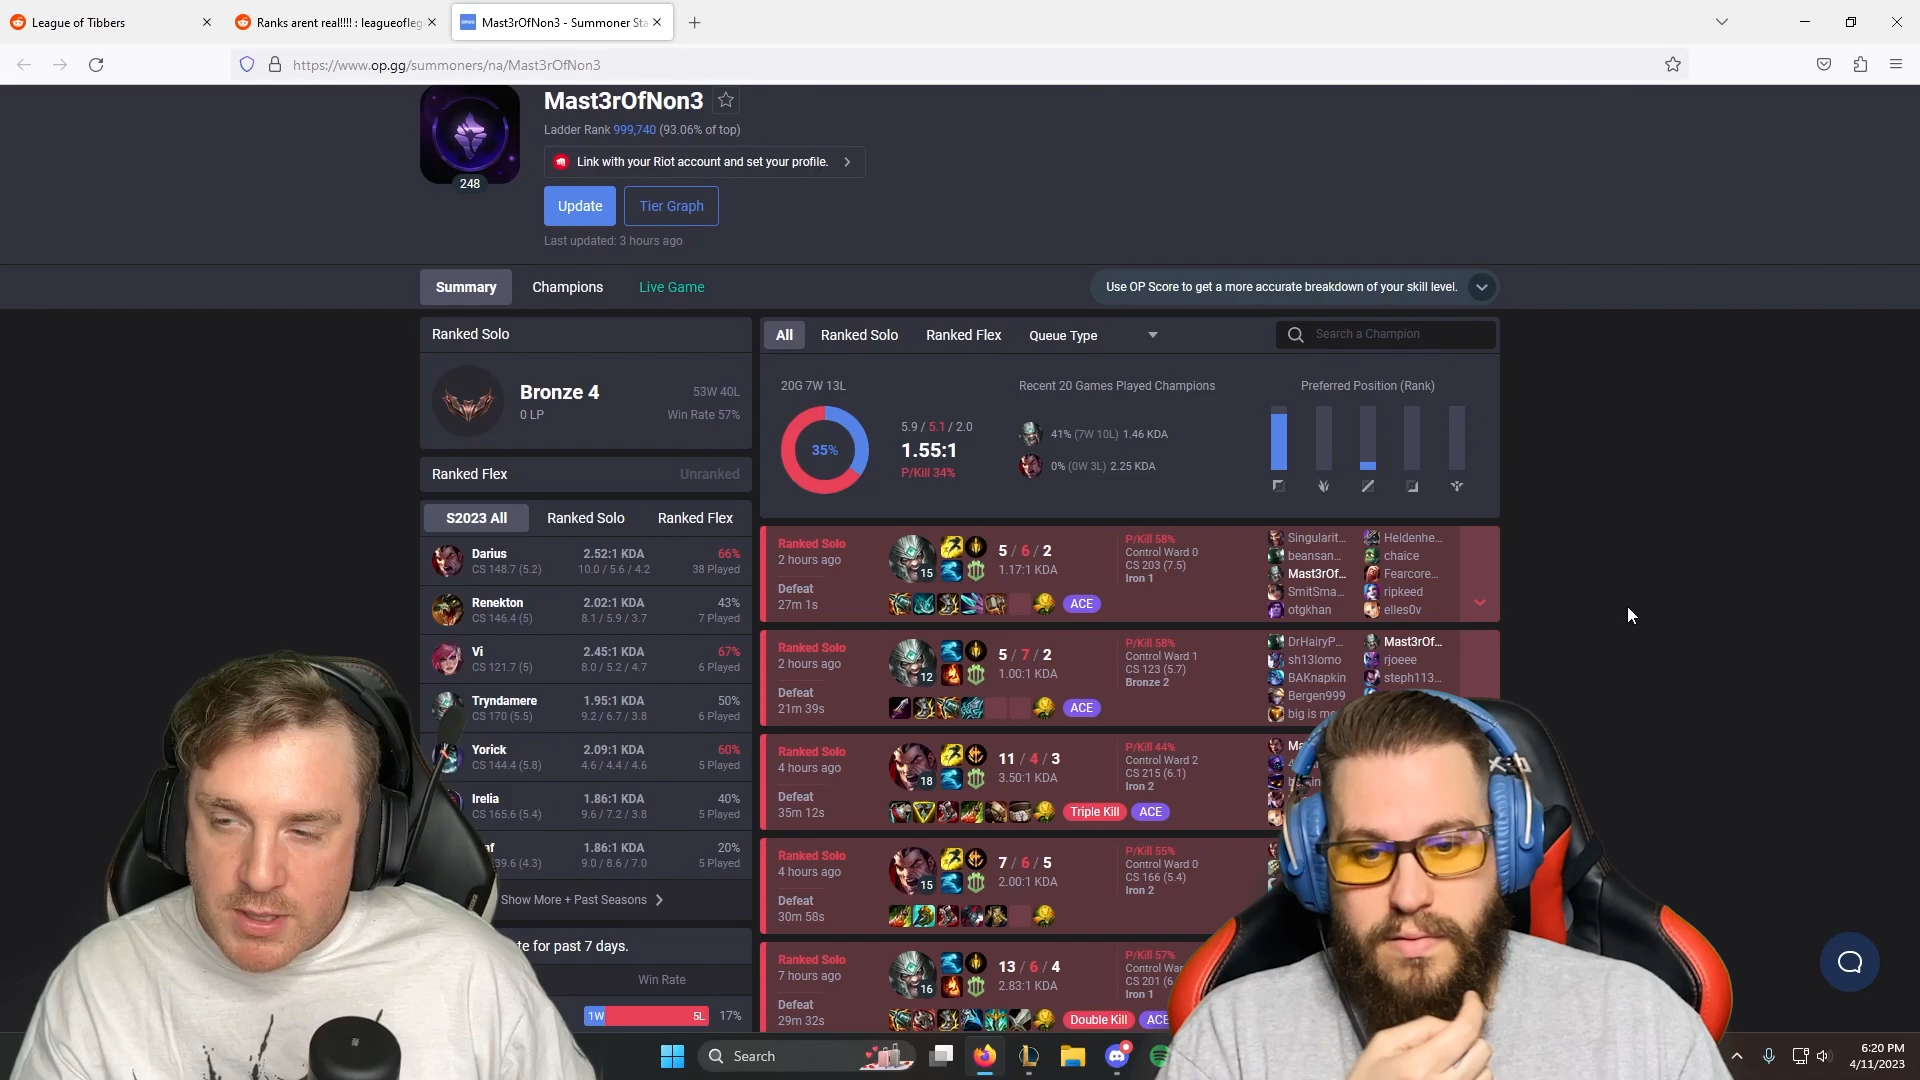 League of Tibbers
Ranks arent real!!!! : leagueofleg
Mast3rOfNon3 - Summoner Sta
https://www.op.gg/summoners/na/Mast3rOfNon3
Mast3rOfNon3
Ladder Rank 999,740 (93.06% of top)
Link with your Riot account and set your profile.
248
Update
Tier Graph
Last updated: 3 hours ago
Summary
Champions
Live Game
Use OP Score to get a more accurate breakdown of your skill level.
Ranked Solo
Bronze 4
53W 40L
0 LP
Win Rate 57%
Ranked Flex
Unranked
S2023 All
Ranked Solo
Ranked Flex
Darius
2.52:1 KDA
66%
CS 148.7 (5.2)
10.0 / 5.6 / 4.2
38 Played
Renekton
2.02:1 KDA
43%
CS 146.4 (5)
8.1 / 5.9 / 3.7
7 Played
Vi
2.45:1 KDA
67%
CS 121.7 (5)
8.0 / 5.2 / 4.7
6 Played
Tryndamere
1.95:1 KDA
50%
CS 170 (5.5)
9.2 / 6.7 / 3.8
6 Played
Yorick
2.09:1 KDA
60%
CS 144.4 (5.8)
4.6 / 4.4 / 4.6
5 Played
Irelia
1.86:1 KDA
40%
CS 165.6 (5.4)
9.6 / 7.2 / 3.8
5 Played
1.86:1 KDA
20%
39.6 (4.3)
9.0 / 8.6 / 7.0
5 Played
Show More + Past Seasons
te for past 7 days.
Win Rate
1W
5L
17%
All
Ranked Solo
Ranked Flex
Queue Type
Search a Champion
20G 7W 13L
35%
5.9 / 5.1 / 2.0
1.55:1
P/Kill 34%
Recent 20 Games Played Champions
41% (7W 10L) 1.46 KDA
0% (0W 3L) 2.25 KDA
Preferred Position (Rank)
Ranked Solo
2 hours ago
Defeat
27m 1s
15
5 / 6 / 2
1.17:1 KDA
ACE
P/Kill 58%
Control Ward 0
CS 203 (7.5)
Iron 1
Singularit...
beansan...
Mast3rOf...
SmitSma...
otgkhan
Heldenhe...
chaice
Fearcore...
ripkeed
elles0v
Ranked Solo
2 hours ago
Defeat
21m 39s
12
5 / 7 / 2
1.00:1 KDA
ACE
P/Kill 58%
Control Ward 1
CS 123 (5.7)
Bronze 2
DrHairyP...
sh13lomo
BAKnapkin
Bergen999
big is me
Mast3rOf...
rjoeee
steph113...
Ranked Solo
4 hours ago
Defeat
35m 12s
18
11 / 4 / 3
3.50:1 KDA
Triple Kill
ACE
P/Kill 44%
Control Ward 2
CS 215 (6.1)
Iron 2
Ranked Solo
4 hours ago
Defeat
30m 58s
15
7 / 6 / 5
2.00:1 KDA
P/Kill 55%
Control Ward 0
CS 166 (5.4)
Iron 2
Ranked Solo
7 hours ago
Defeat
29m 32s
16
13 / 6 / 4
2.83:1 KDA
Double Kill
ACE
P/Kill 57%
Control Wa
CS 201 (6.
Iron 1
Search
6:20 PM
4/11/2023